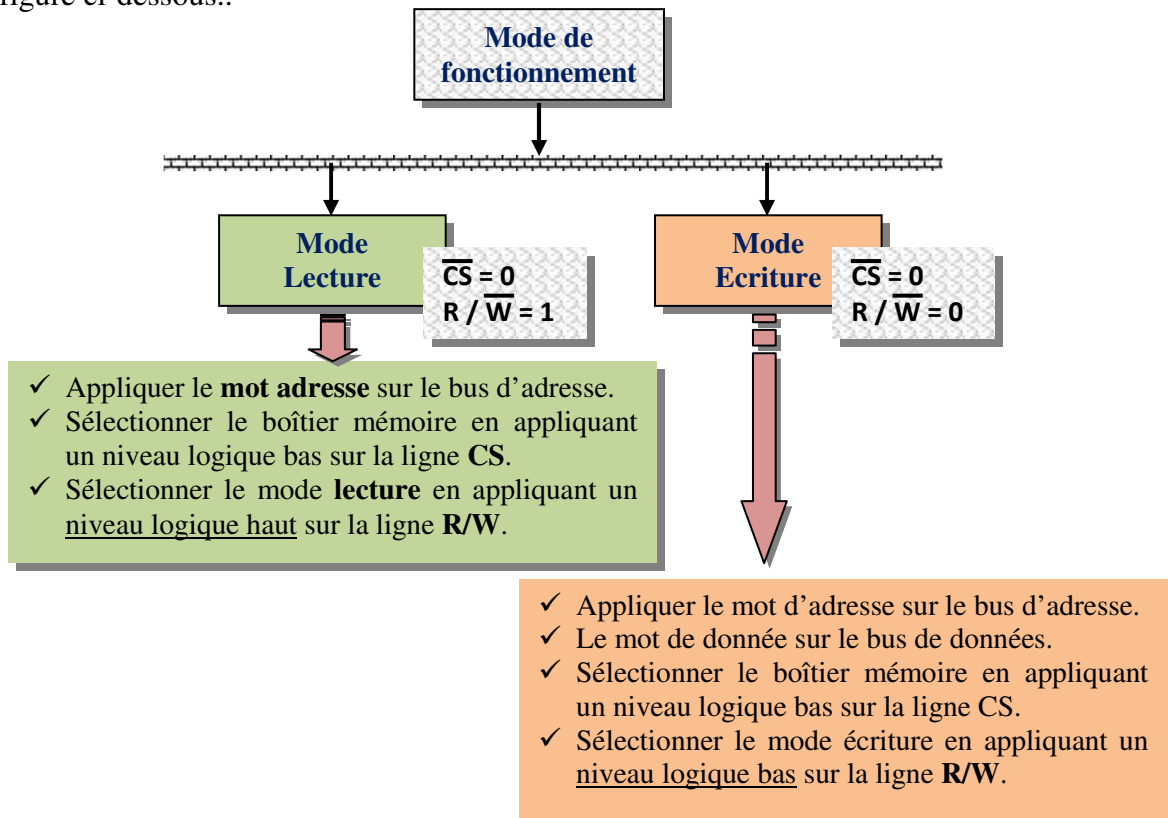 figure ci-dessous..
Mode de
fonctionnement
Mode
Lecture
C̅S̅ = 0
R / W̅ = 1
Mode
Ecriture
C̅S̅ = 0
R / W̅ = 0
✓ Appliquer le mot adresse sur le bus d’adresse.
✓ Sélectionner le boîtier mémoire en appliquant
un niveau logique bas sur la ligne CS.
✓ Sélectionner le mode lecture en appliquant un
niveau logique haut sur la ligne R/W.
✓ Appliquer le mot d’adresse sur le bus d’adresse.
✓ Le mot de donnée sur le bus de données.
✓ Sélectionner le boîtier mémoire en appliquant
un niveau logique bas sur la ligne CS.
✓ Sélectionner le mode écriture en appliquant un
niveau logique bas sur la ligne R/W.